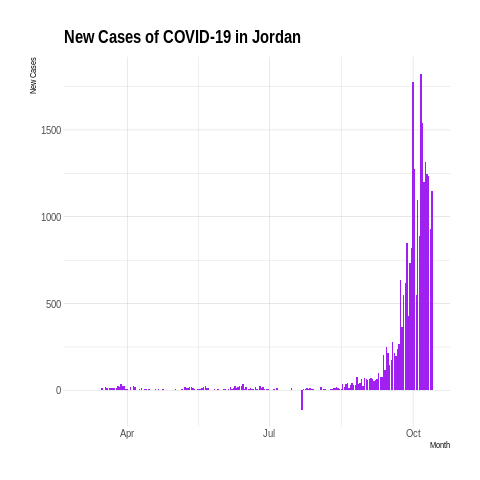 New Cases of COVID-19 in Jordan
New Cases
1500
1000
500
0
Apr Jul Oct
Month